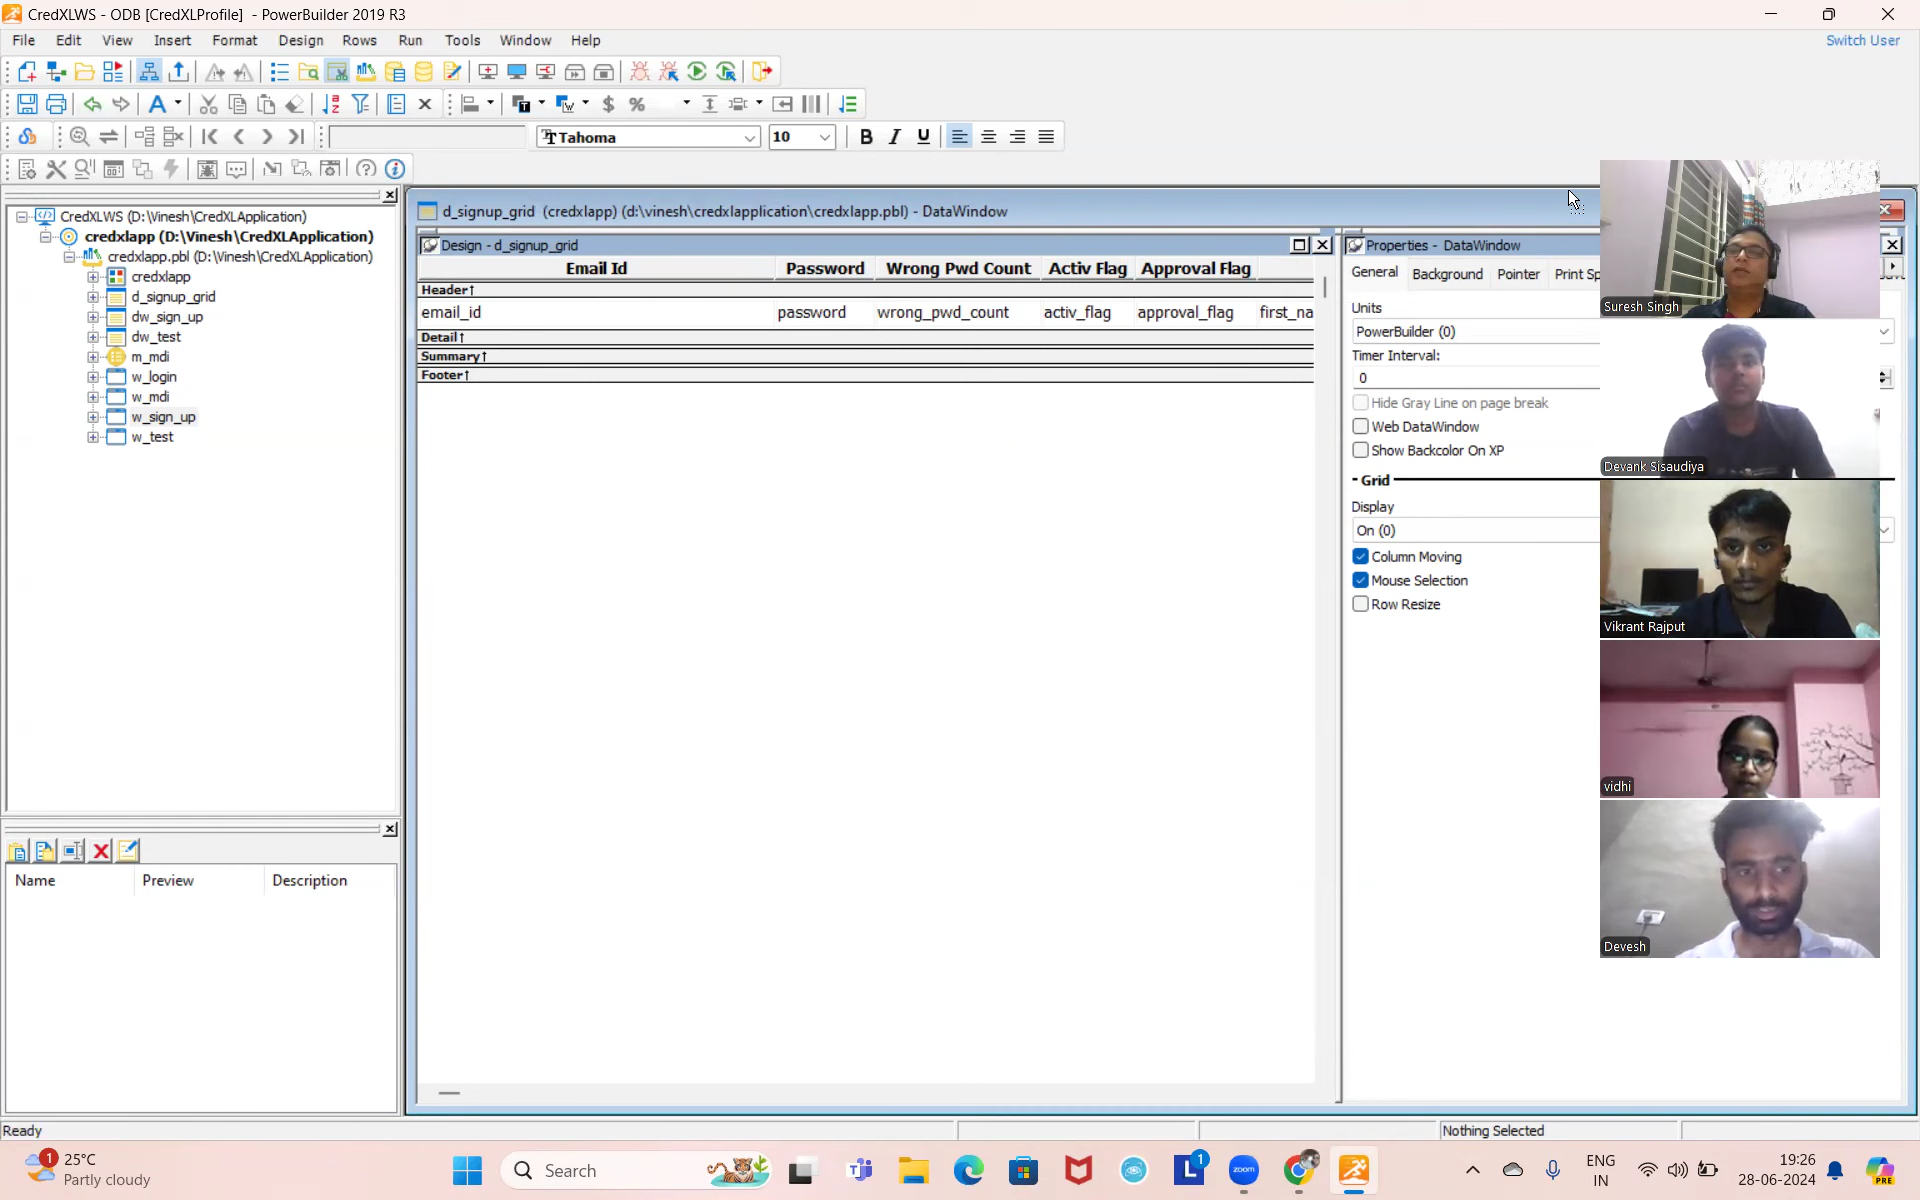 CredXLWS - ODB [CredXLProfile] - PowerBuilder 2019 R3
File Edit View Insert Format Design Rows Run Tools Window Help
Switch User
Tahoma 10
CredXLWS (D:\Vinesh\CredXLApplication)
credxlapp (D:\Vinesh\CredXLApplication)
credxlapp.pbl (D:\Vinesh\CredXLApplication)
credxlapp
d_signup_grid
dw_sign_up
dw_test
m_mdi
w_login
w_mdi
w_sign_up
w_test
Name Preview Description
d_signup_grid (credxlapp) (d:\vinesh\credxlapplication\credxlapp.pbl) - DataWindow
Design - d_signup_grid
Email Id Password Wrong Pwd Count Activ Flag Approval Flag
Header↑
email_id password wrong_pwd_count activ_flag approval_flag first_na
Detail↑
Summary↑
Footer↑
Properties - DataWindow
General Background Pointer Print Sp
Units
PowerBuilder (0)
Timer Interval:
0
Hide Gray Line on page break
Web DataWindow
Show Backcolor On XP
- Grid
Display
On (0)
Column Moving
Mouse Selection
Row Resize
Suresh Singh
Devank Sisaudiya
Vikrant Rajput
vidhi
Devesh
Ready
Nothing Selected
1
25°C
Partly cloudy
Search
L
1
zoom
ENG
IN
19:26
28-06-2024
PRE